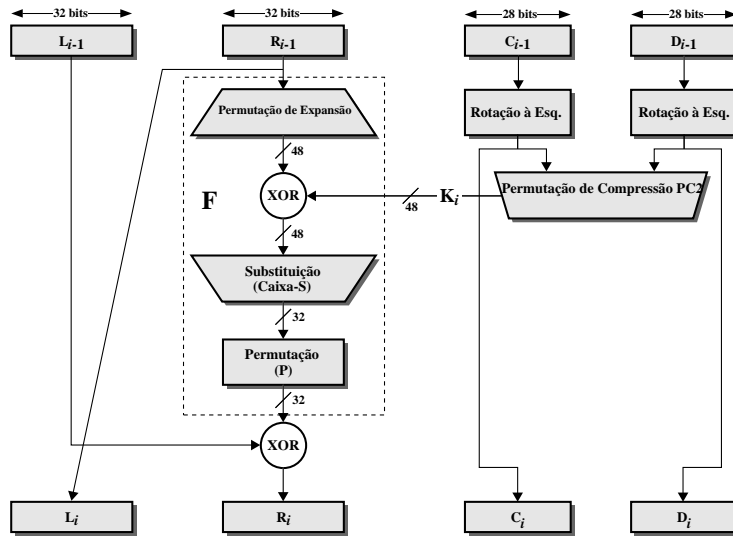 32 bits 32 bits 28 bits 28 bits
Li-1 Ri-1 Ci-1 Di-1
Permutação de Expansão
Rotação à Esq. Rotação à Esq.
48
Permutação de Compressão PC2
F XOR Ki
48
48
Substituição
(Caixa-S)
32
Permutação
(P)
32
XOR
Li Ri Ci Di